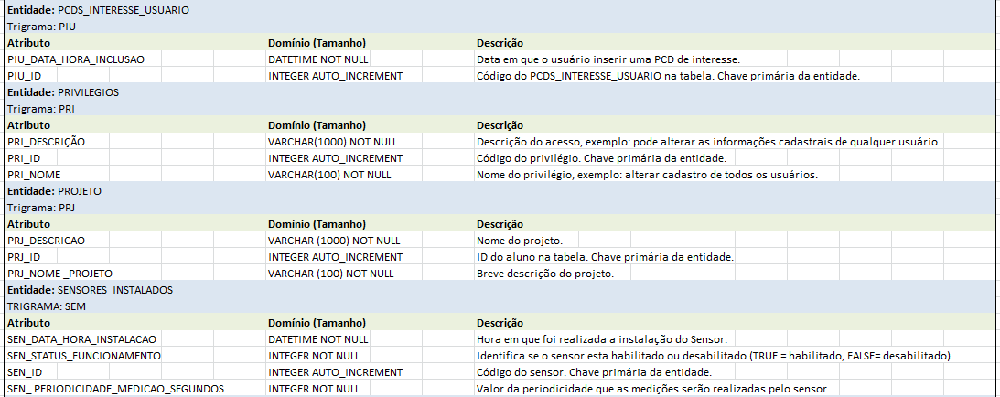 Entidade: PCDS_INTERESSE_USUARIO
Trigrama: PIU
Atributo Domínio (Tamanho) Descrição
PIU_DATA_HORA_INCLUSAO DATETIME NOT NULL Data em que o usuário inserir uma PCD de interesse.
PIU_ID INTEGER AUTO_INCREMENT Código do PCDS_INTERESSE_USUARIO na tabela. Chave primária da entidade.
Entidade: PRIVILEGIOS
Trigrama: PRI
Atributo Domínio (Tamanho) Descrição
PRI_DESCRIÇÃO VARCHAR(1000) NOT NULL Descrição do acesso, exemplo: pode alterar as informações cadastrais de qualquer usuário.
PRI_ID INTEGER AUTO_INCREMENT Código do privilégio. Chave primária da entidade.
PRI_NOME VARCHAR(100) NOT NULL Nome do privilégio, exemplo: alterar cadastro de todos os usuários.
Entidade: PROJETO
Trigrama: PRJ
Atributo Domínio (Tamanho) Descrição
PRJ_DESCRICAO VARCHAR (1000) NOT NULL Nome do projeto.
PRJ_ID INTEGER AUTO_INCREMENT ID do aluno na tabela. Chave primária da entidade.
PRJ_NOME _PROJETO VARCHAR (100) NOT NULL Breve descrição do projeto.
Entidade: SENSORES_INSTALADOS
TRIGRAMA: SEM
Atributo Domínio (Tamanho) Descrição
SEN_DATA_HORA_INSTALACAO DATETIME NOT NULL Hora em que foi realizada a instalação do Sensor.
SEN_STATUS_FUNCIONAMENTO INTEGER NOT NULL Identifica se o sensor esta habilitado ou desabilitado (TRUE = habilitado, FALSE= desabilitado).
SEN_ID INTEGER AUTO_INCREMENT Código do sensor. Chave primária da entidade.
SEN_ PERIODICIDADE_MEDICAO_SEGUNDOS INTEGER NOT NULL Valor da periodicidade que as medições serão realizadas pelo sensor.